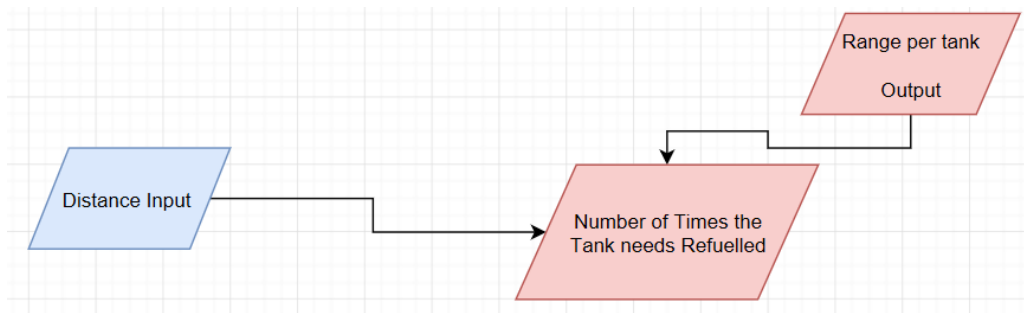 Range per tank
Output
Distance Input
Number of Times the
Tank needs Refuelled